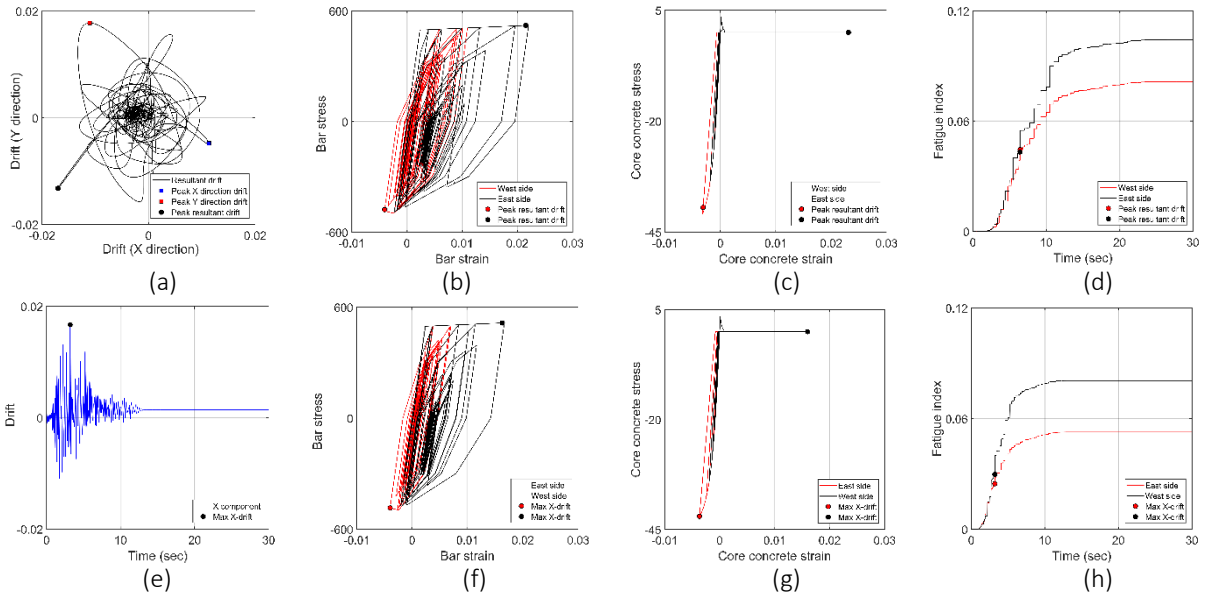 0.02
0
-0.02
-0.02 0 0.02
Drift (Y direction)
Drift (X direction)
Resultant drift
Peak X direction drift
Peak Y direction drift
Peak resultant drift
(a)
600
0
-600
-0.01 0 0.01 0.02 0.03
Bar stress
Bar strain
West side
East side
Peak resutant drift
Peak resutant drift
(b)
5
-20
-45
-0.01 0 0.01 0.02 0.03
Core concrete stress
Core concrete strain
West side
East side
Peak resultant drift
Peak resultant drift
(c)
0.12
0.06
0
0 10 20 30
Fatigue index
Time (sec)
West side
East side
Peak resultant drift
Peak resultant drift
(d)
0.02
0
-0.02
0 10 20 30
Drift
Time (sec)
X component
Max X-drift
(e)
600
0
-600
-0.01 0 0.01 0.02 0.03
Bar stress
Bar strain
East side
West side
Max X-drift
Max X-drift
(f)
5
-20
-45
-0.01 0 0.01 0.02 0.03
Core concrete stress
Core concrete strain
East side
West side
Max X-drift
Max X-drift
(g)
0.12
0.06
0
0 10 20 30
Fatigue index
Time (sec)
East side
West side
Max X-drift
Max X-drift
(h)